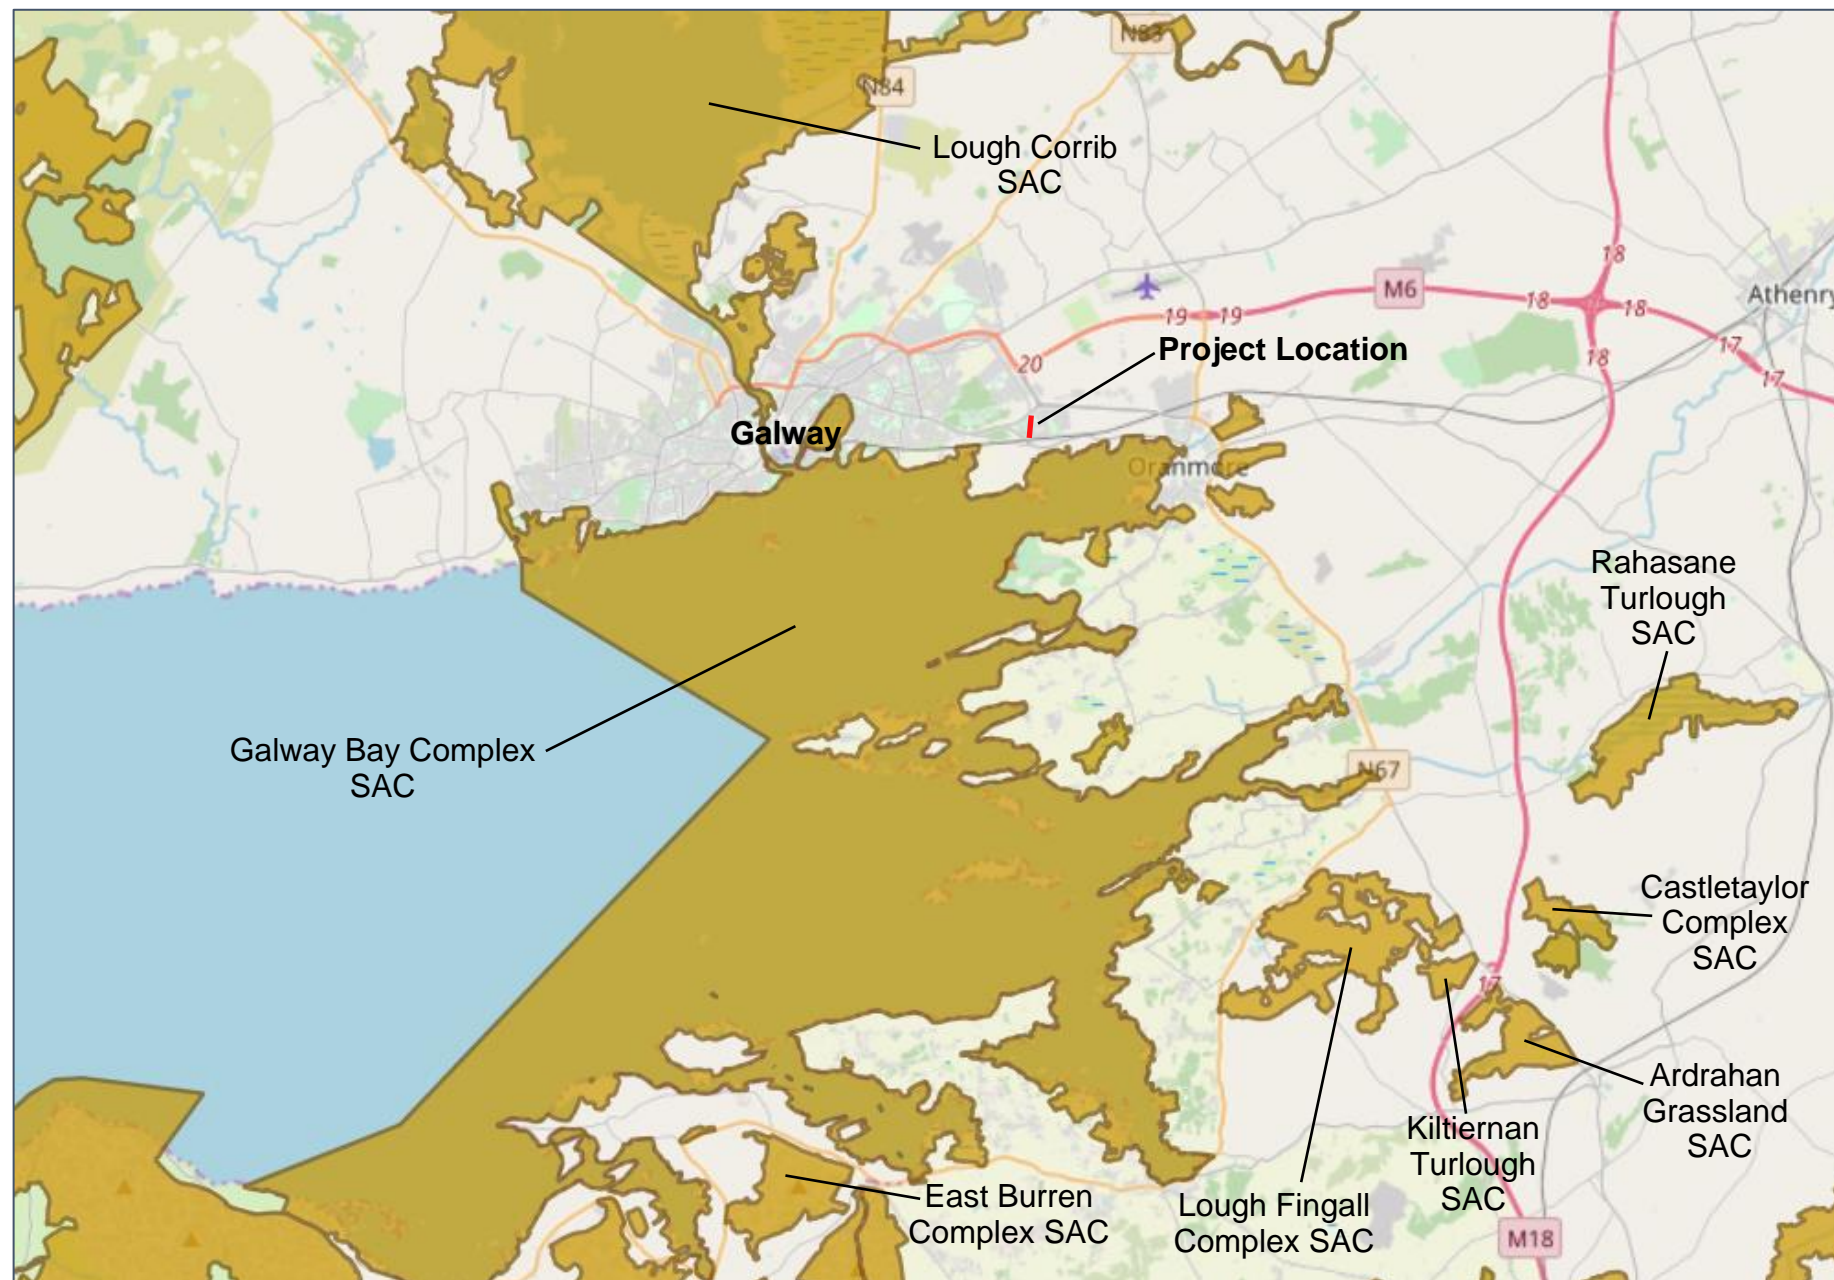 N83
N84
Lough Corrib
SAC
18
M6
18
18
Athenry
19
19
17
Project Location
20
18
17
Galway
Oranmore
Rahasane
Turlough
SAC
Galway Bay Complex
SAC
N67
Castletaylor
Complex
SAC
17
Ardrahan
Grassland
SAC
Kiltiernan
Turlough
SAC
East Burren
Complex SAC
Lough Fingall
Complex SAC
M18